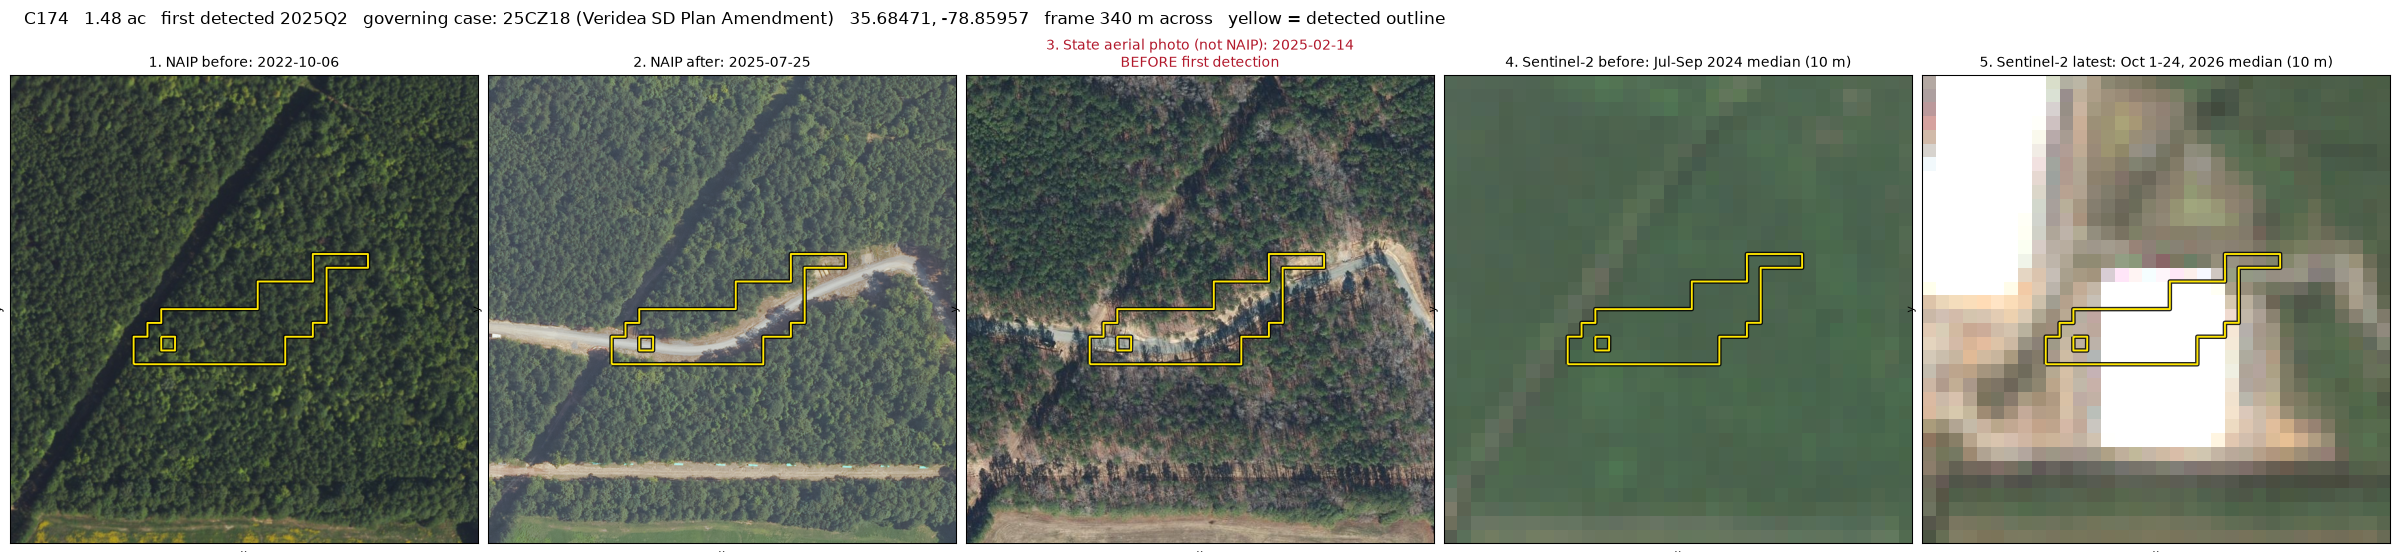 C174   1.48 ac   first detected 2025Q2   governing case: 25CZ18 (Veridea SD Plan Amendment)   35.68471, -78.85957   frame 340 m across   yellow = detected outline
1. NAIP before: 2022-10-06
2. NAIP after: 2025-07-25
3. State aerial photo (not NAIP): 2025-02-14
BEFORE first detection
4. Sentinel-2 before: Jul-Sep 2024 median (10 m)
5. Sentinel-2 latest: Oct 1-24, 2026 median (10 m)